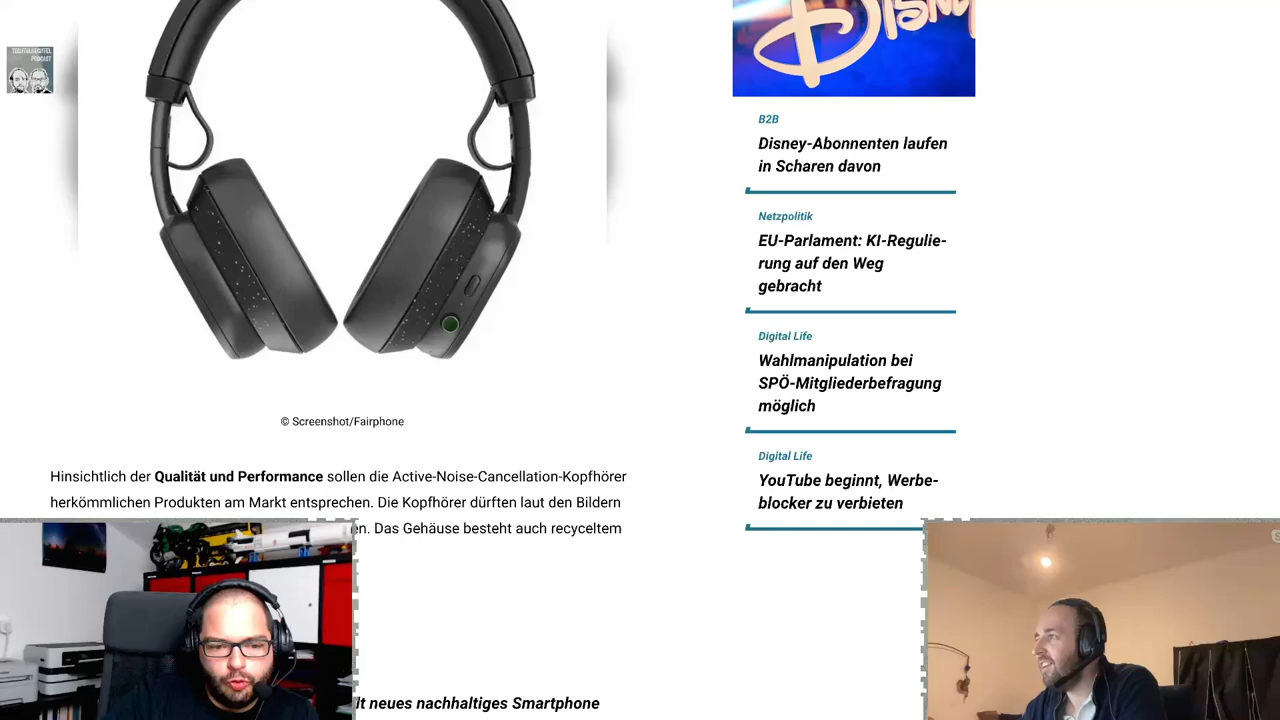 TEUFELSKREISEL
PODCAST
B2B
Disney-Abonnenten laufen
in Scharen davon
Netzpolitik
EU-Parlament: KI-Regulie-
rung auf den Weg
gebracht
Digital Life
Wahlmanipulation bei
SPÖ-Mitgliederbefragung
möglich
Digital Life
YouTube beginnt, Werbe-
blocker zu verbieten
© Screenshot/Fairphone
Hinsichtlich der Qualität und Performance sollen die Active-Noise-Cancellation-Kopfhörer
herkömmlichen Produkten am Markt entsprechen. Die Kopfhörer dürften laut den Bildern
en. Das Gehäuse besteht auch recyceltem
lt neues nachhaltiges Smartphone